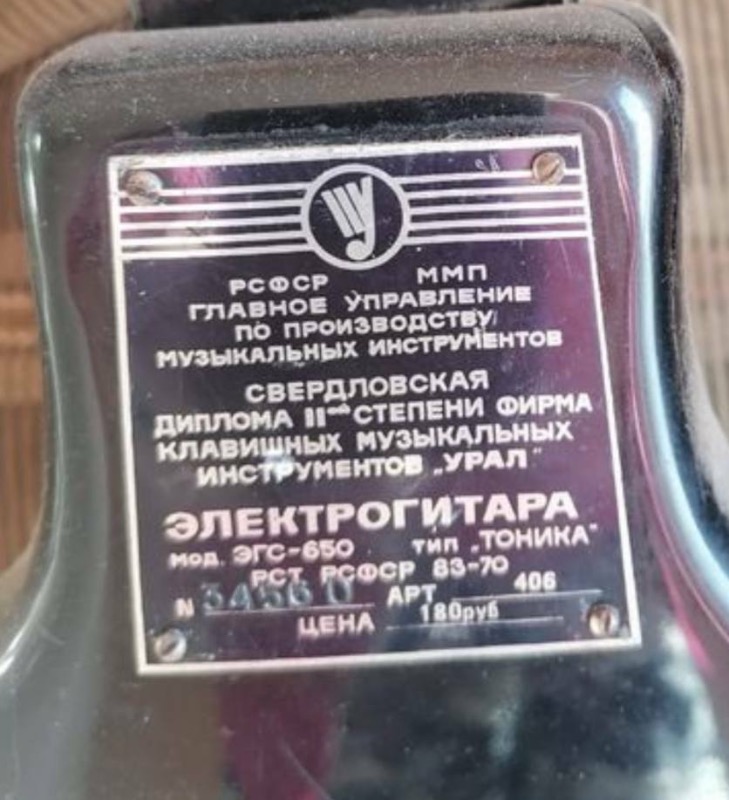 РСФСР ММП
ГЛАВНОЕ УПРАВЛЕНИЕ
ПО ПРОИЗВОДСТВУ
МУЗЫКАЛЬНЫХ ИНСТРУМЕНТОВ
СВЕРДЛОВСКАЯ
ДИПЛОМА II-ой СТЕПЕНИ ФИРМА
КЛАВИШНЫХ МУЗЫКАЛЬНЫХ
ИНСТРУМЕНТОВ „УРАЛ"
ЭЛЕКТРОГИТАРА
мод. ЭГС-650 тип „ТОНИКА"
РСТ РСФСР 83-70
N АРТ 406
ЦЕНА 180руб